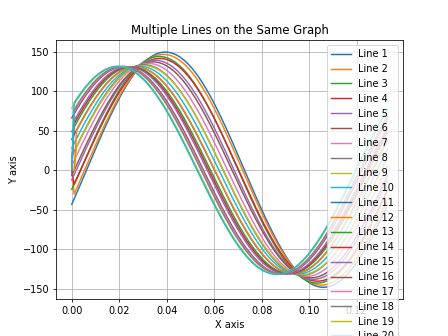 Multiple Lines on the Same Graph
150
100
50
0
−50
−100
−150
Y axis
0.00
0.02
0.04
0.06
0.08
0.10
X axis
Line 1
Line 2
Line 3
Line 4
Line 5
Line 6
Line 7
Line 8
Line 9
Line 10
Line 11
Line 12
Line 13
Line 14
Line 15
Line 16
Line 17
Line 18
Line 19
Line 20